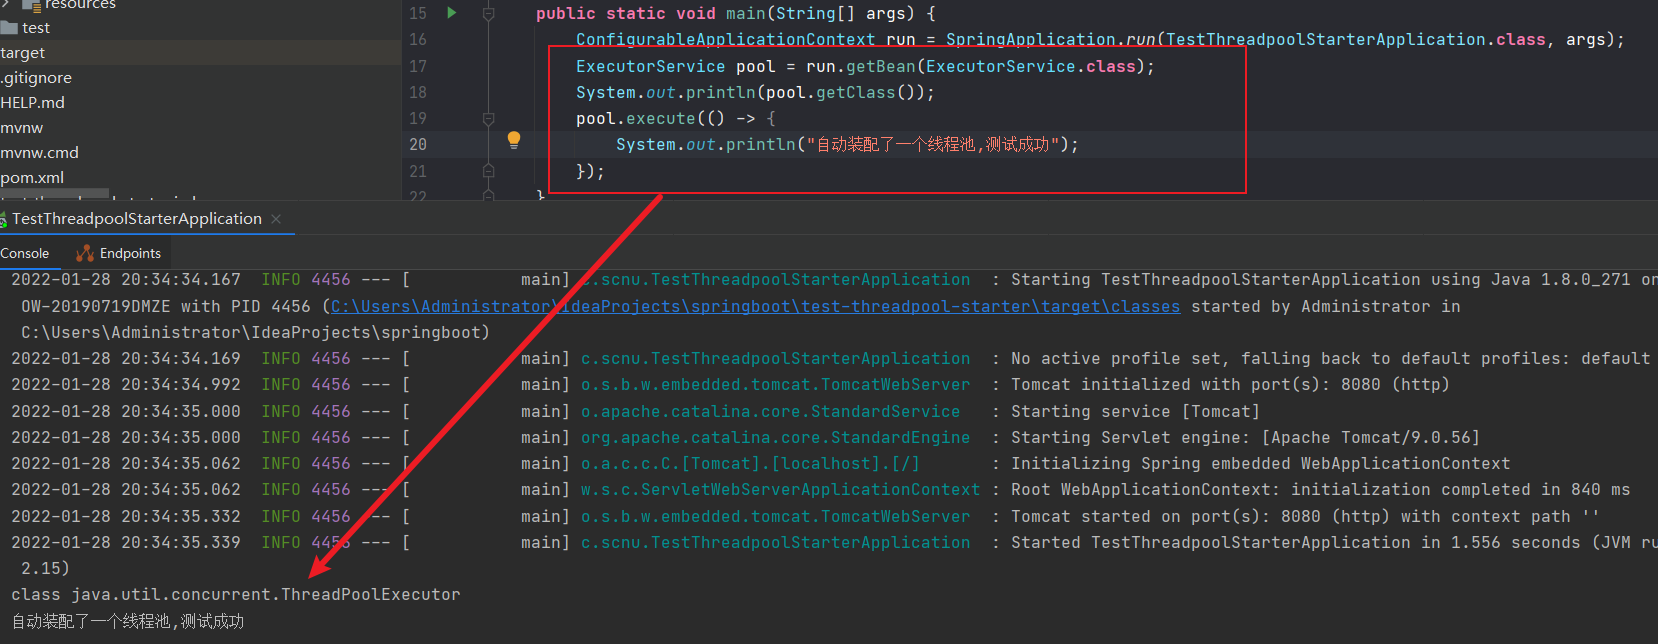 resources
test
target
.gitignore
HELP.md
mvnw
mvnw.cmd
pom.xml
15 public static void main(String[] args) {
16 ConfigurableApplicationContext run = SpringApplication.run(TestThreadpoolStarterApplication.class, args);
17 ExecutorService pool = run.getBean(ExecutorService.class);
18 System.out.println(pool.getClass());
19 pool.execute(() -> {
20 System.out.println("自动装配了一个线程池,测试成功");
21 });
22 }
TestThreadpoolStarterApplication ×
Console Endpoints
2022-01-28 20:34:34.167 INFO 4456 --- [ main] c.scnu.TestThreadpoolStarterApplication : Starting TestThreadpoolStarterApplication using Java 1.8.0_271 on
OW-20190719DMZE with PID 4456 (C:\Users\Administrator\IdeaProjects\springboot\test-threadpool-starter\target\classes started by Administrator in
C:\Users\Administrator\IdeaProjects\springboot)
2022-01-28 20:34:34.169 INFO 4456 --- [ main] c.scnu.TestThreadpoolStarterApplication : No active profile set, falling back to default profiles: default
2022-01-28 20:34:34.992 INFO 4456 --- [ main] o.s.b.w.embedded.tomcat.TomcatWebServer : Tomcat initialized with port(s): 8080 (http)
2022-01-28 20:34:35.000 INFO 4456 --- [ main] o.apache.catalina.core.StandardService : Starting service [Tomcat]
2022-01-28 20:34:35.000 INFO 4456 --- [ main] org.apache.catalina.core.StandardEngine : Starting Servlet engine: [Apache Tomcat/9.0.56]
2022-01-28 20:34:35.062 INFO 4456 --- [ main] o.a.c.c.C.[Tomcat].[localhost].[/] : Initializing Spring embedded WebApplicationContext
2022-01-28 20:34:35.062 INFO 4456 --- [ main] w.s.c.ServletWebServerApplicationContext : Root WebApplicationContext: initialization completed in 840 ms
2022-01-28 20:34:35.332 INFO 4456 --- [ main] o.s.b.w.embedded.tomcat.TomcatWebServer : Tomcat started on port(s): 8080 (http) with context path ''
2022-01-28 20:34:35.339 INFO 4456 --- [ main] c.scnu.TestThreadpoolStarterApplication : Started TestThreadpoolStarterApplication in 1.556 seconds (JVM ru
2.15)
class java.util.concurrent.ThreadPoolExecutor
自动装配了一个线程池,测试成功